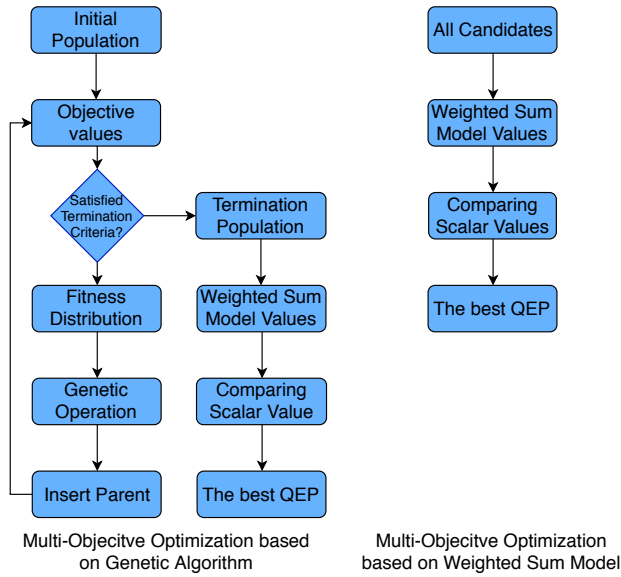 Initial
Population
Objective
values
Satisfied
Termination
Criteria?
Fitness
Distribution
Genetic
Operation
Insert Parent
Termination
Population
Weighted Sum
Model Values
Comparing
Scalar Value
The best QEP
Multi-Objecitve Optimization based
on Genetic Algorithm
All Candidates
Weighted Sum
Model Values
Comparing
Scalar Values
The best QEP
Multi-Objecitve Optimization
based on Weighted Sum Model